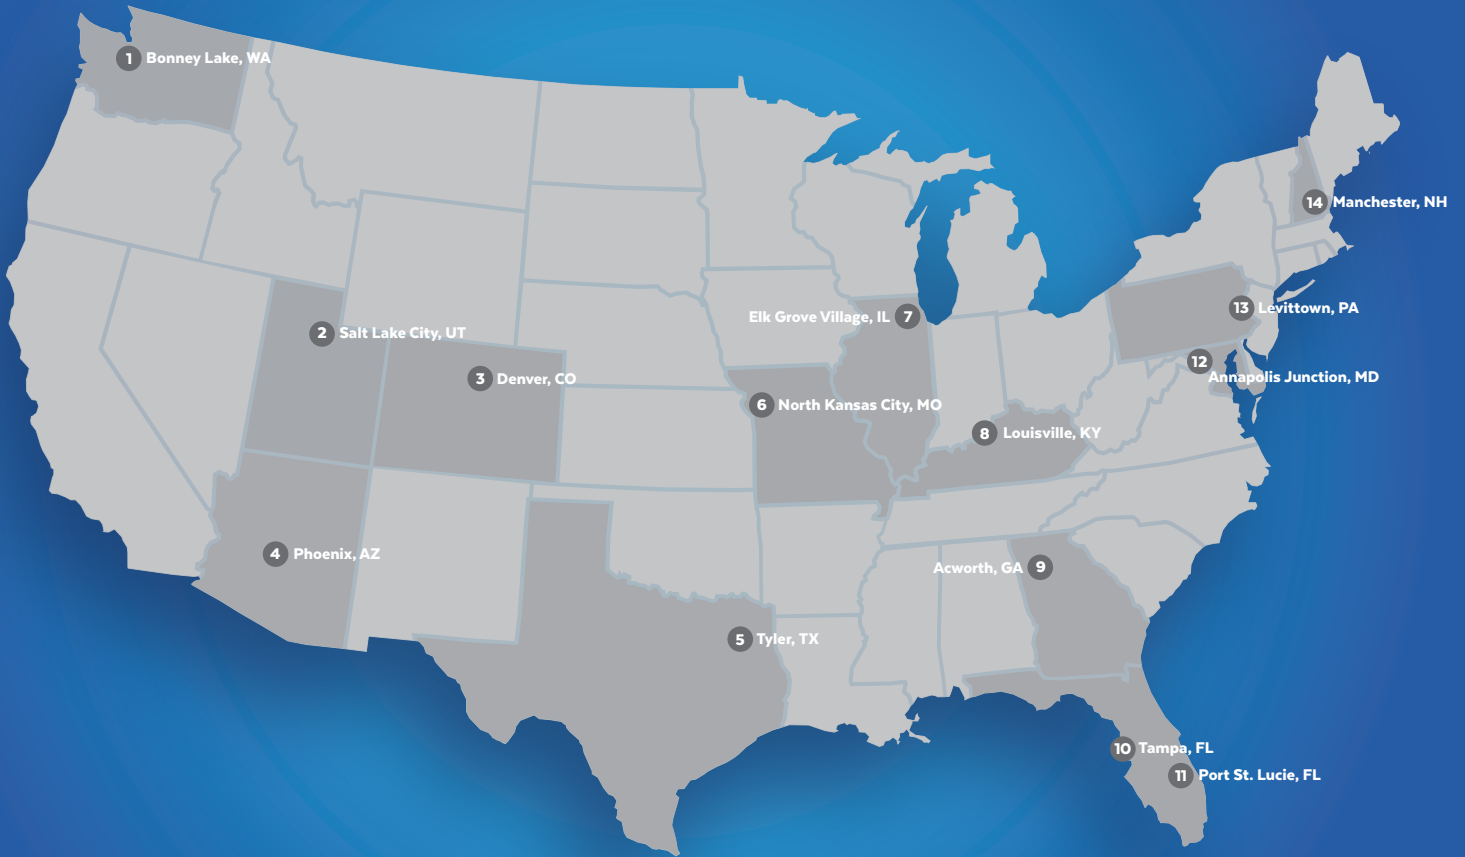 1 Bonney Lake, WA
2 Salt Lake City, UT
3 Denver, CO
4 Phoenix, AZ
5 Tyler, TX
6 North Kansas City, MO
Elk Grove Village, IL 7
8 Louisville, KY
Acworth, GA 9
10 Tampa, FL
11 Port St. Lucie, FL
12
Annapolis Junction, MD
13 Levittown, PA
14 Manchester, NH